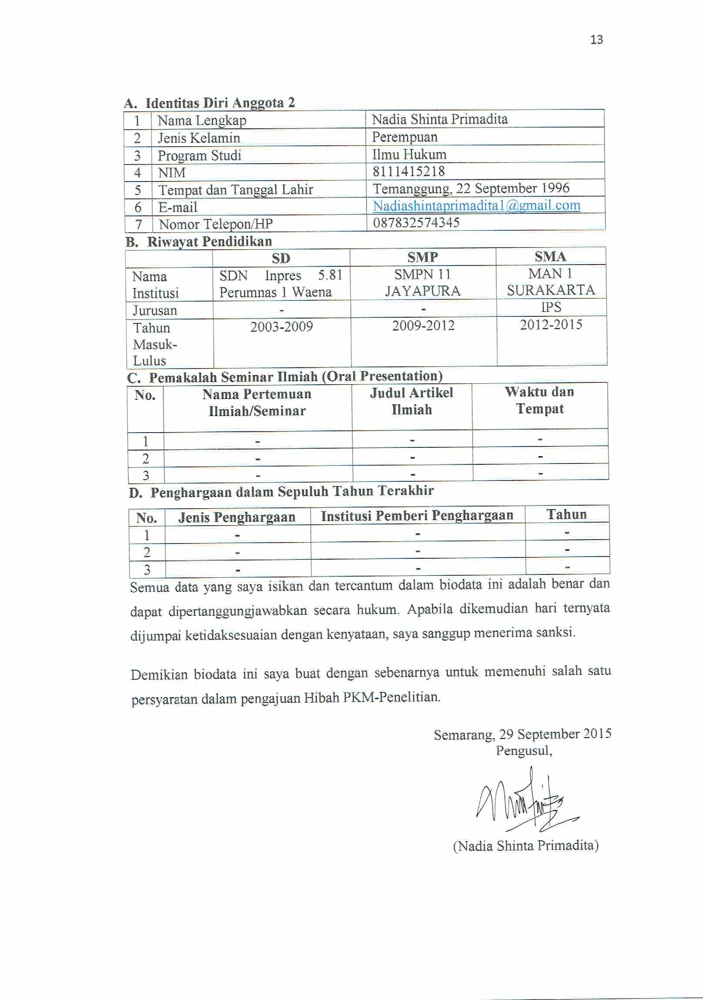 13
A. Identitas Diri Anggota 2
1 Nama Lengkap Nadia Shinta Primadita
2 Jenis Kelamin Perempuan
3 Program Studi Ilmu Hukum
4 NIM 8111415218
5 Tempat dan Tanggal Lahir Temanggung, 22 September 1996
6 E-mail Nadiashintaprimadita1@gmail.com
7 Nomor Telepon/HP 087832574345
B. Riwayat Pendidikan
SD SMP SMA
Nama SDN Inpres 5.81 SMPN 11 MAN 1
Institusi Perumnas 1 Waena JAYAPURA SURAKARTA
Jurusan - - IPS
Tahun 2003-2009 2009-2012 2012-2015
Masuk-
Lulus
C. Pemakalah Seminar Ilmiah (Oral Presentation)
No. Nama Pertemuan Judul Artikel Waktu dan
Ilmiah/Seminar Ilmiah Tempat
1 - - -
2 - - -
3 - - -
D. Penghargaan dalam Sepuluh Tahun Terakhir
No. Jenis Penghargaan Institusi Pemberi Penghargaan Tahun
1 - - -
2 - - -
3 - - -
Semua data yang saya isikan dan tercantum dalam biodata ini adalah benar dan
dapat dipertanggungjawabkan secara hukum. Apabila dikemudian hari ternyata
dijumpai ketidaksesuaian dengan kenyataan, saya sanggup menerima sanksi.
Demikian biodata ini saya buat dengan sebenarnya untuk memenuhi salah satu
persyaratan dalam pengajuan Hibah PKM-Penelitian.
Semarang, 29 September 2015
Pengusul,
(Nadia Shinta Primadita)